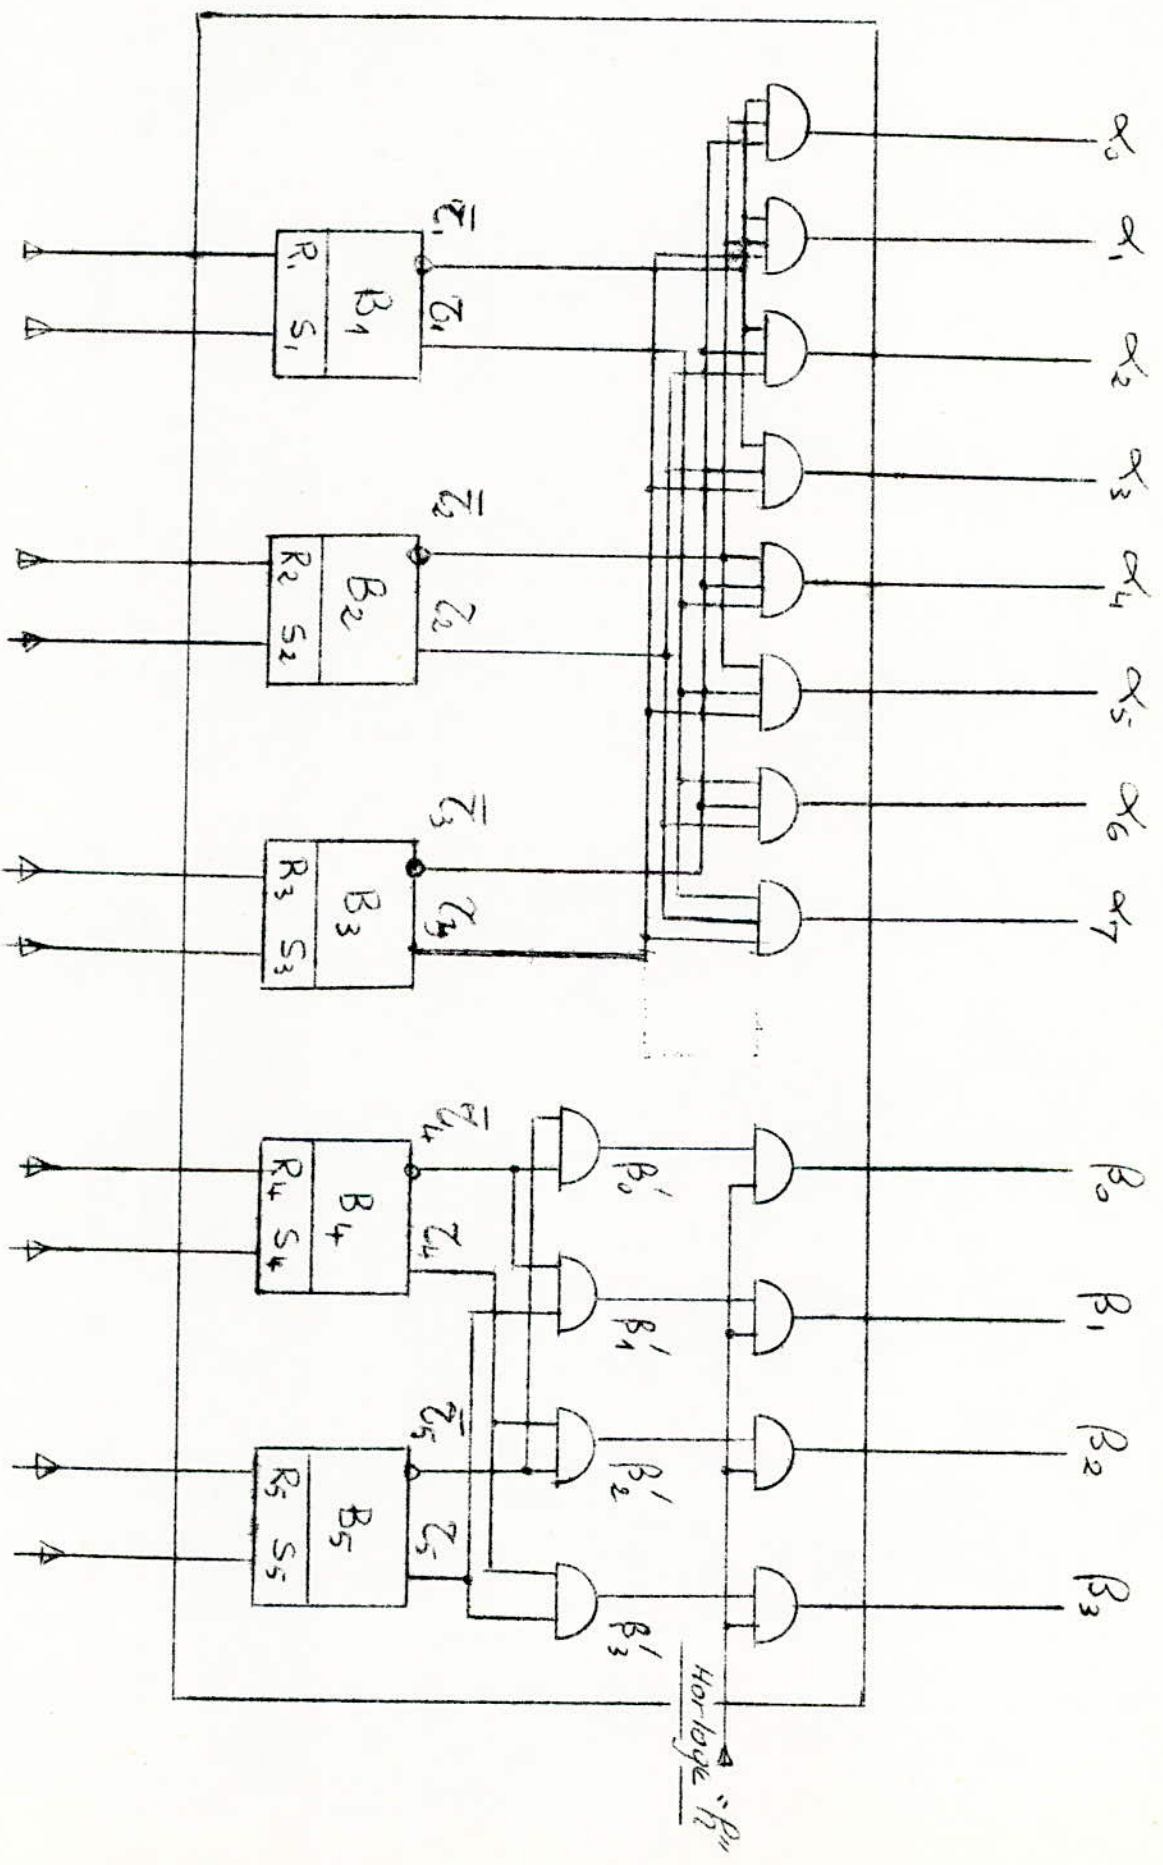 α₀ α₁ α₂ α₃ α₄ α₅ α₆ α₇ β₀ β₁ β₂ β₃
Horloge "h"
β'₀ β'₁ β'₂ β'₃
τ̄₁ τ₁ τ̄₂ τ₂ τ̄₃ τ₃ τ̄₄ τ₄ τ̄₅ τ₅
B₁ B₂ B₃ B₄ B₅
R₁ S₁ R₂ S₂ R₃ S₃ R₄ S₄ R₅ S₅